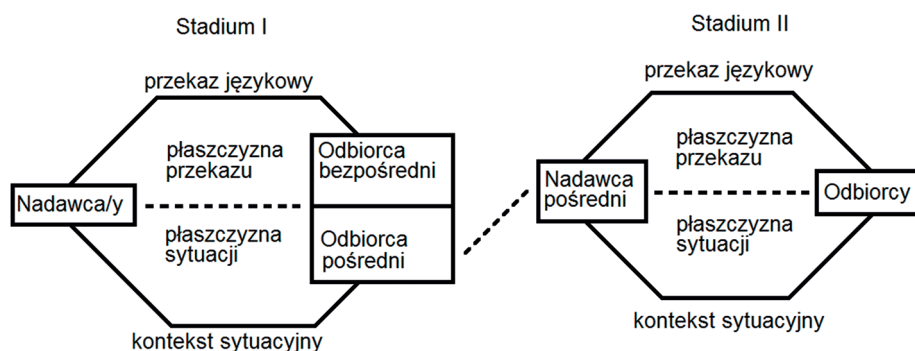 Stadium I
przekaz językowy
płaszczyzna
przekazu
Odbiorca
bezpośredni
Nadawca/y
płaszczyzna
sytuacji
Odbiorca
pośredni
kontekst sytuacyjny
Stadium II
przekaz językowy
płaszczyzna
przekazu
Nadawca
pośredni
Odbiorcy
płaszczyzna
sytuacji
kontekst sytuacyjny